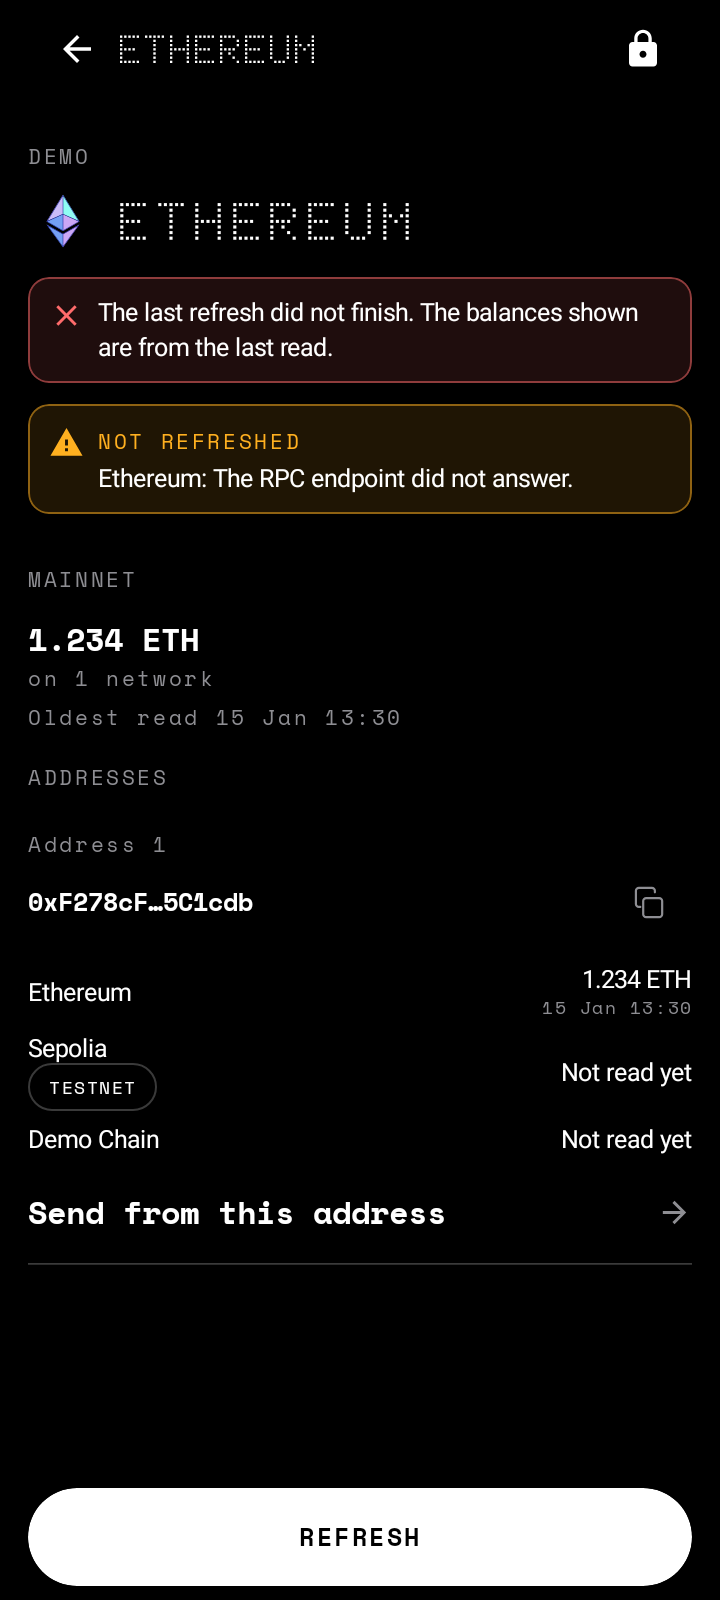 ETHEREUM
DEMO
ETHEREUM
The last refresh did not finish. The balances shown
are from the last read.
NOT REFRESHED
Ethereum: The RPC endpoint did not answer.
MAINNET
1.234 ETH
on 1 network
Oldest read 15 Jan 13:30
ADDRESSES
Address 1
0xF278cF…5C1cdb
Ethereum
1.234 ETH
15 Jan 13:30
Sepolia
TESTNET
Not read yet
Demo Chain
Not read yet
Send from this address
REFRESH